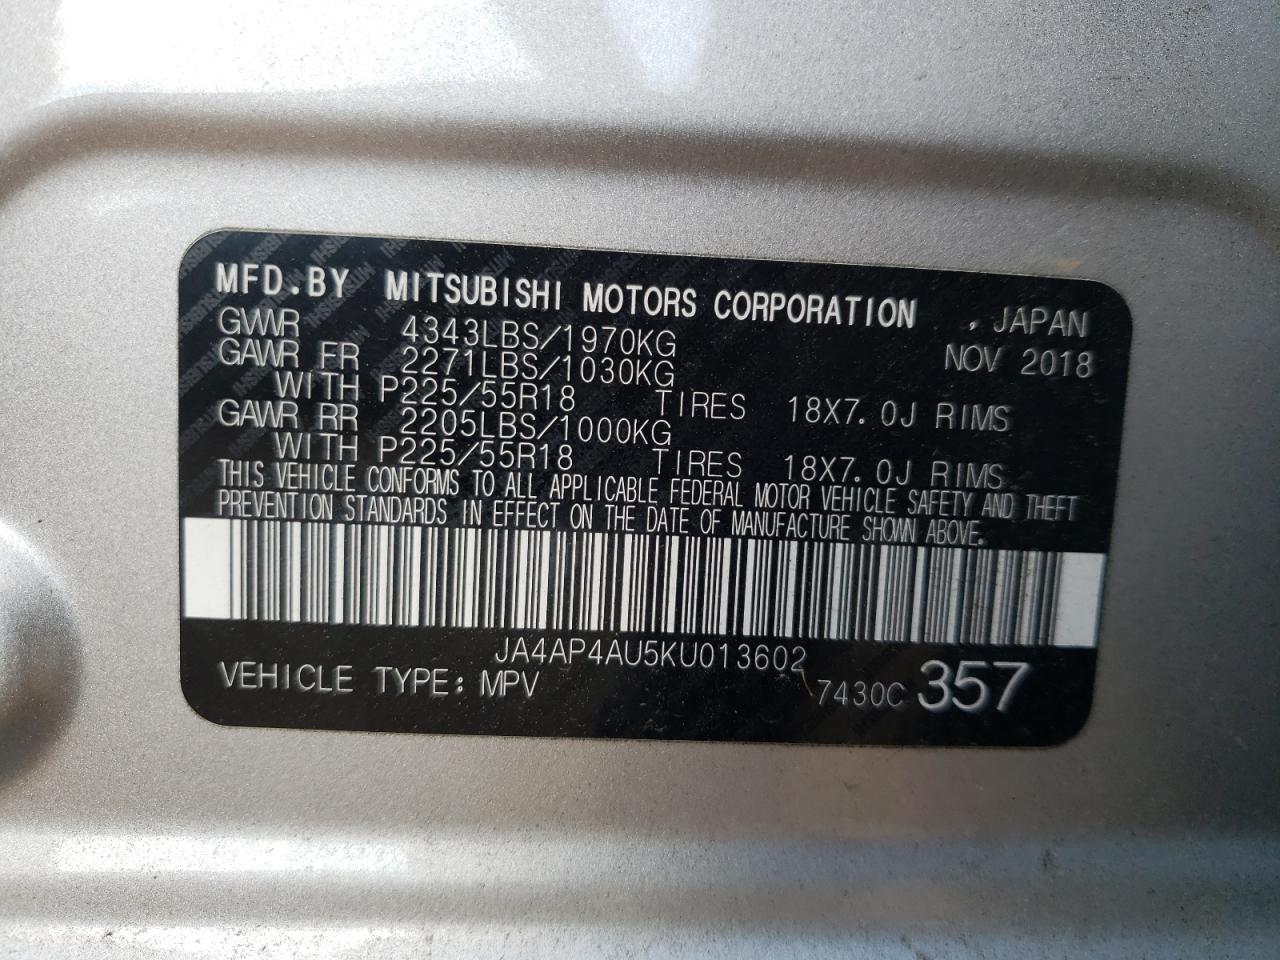 MFD.BY MITSUBISHI MOTORS CORPORATION , JAPAN
GVWR 4343LBS/1970KG NOV 2018
GAWR FR 2271LBS/1030KG
WITH P225/55R18 TIRES 18X7.0J RIMS
GAWR RR 2205LBS/1000KG
WITH P225/55R18 TIRES 18X7.0J RIMS
THIS VEHICLE CONFORMS TO ALL APPLICABLE FEDERAL MOTOR VEHICLE SAFETY AND THEFT
PREVENTION STANDARDS IN EFFECT ON THE DATE OF MANUFACTURE SHOWN ABOVE.
JA4AP4AU5KU013602
VEHICLE TYPE: MPV 7430C 357